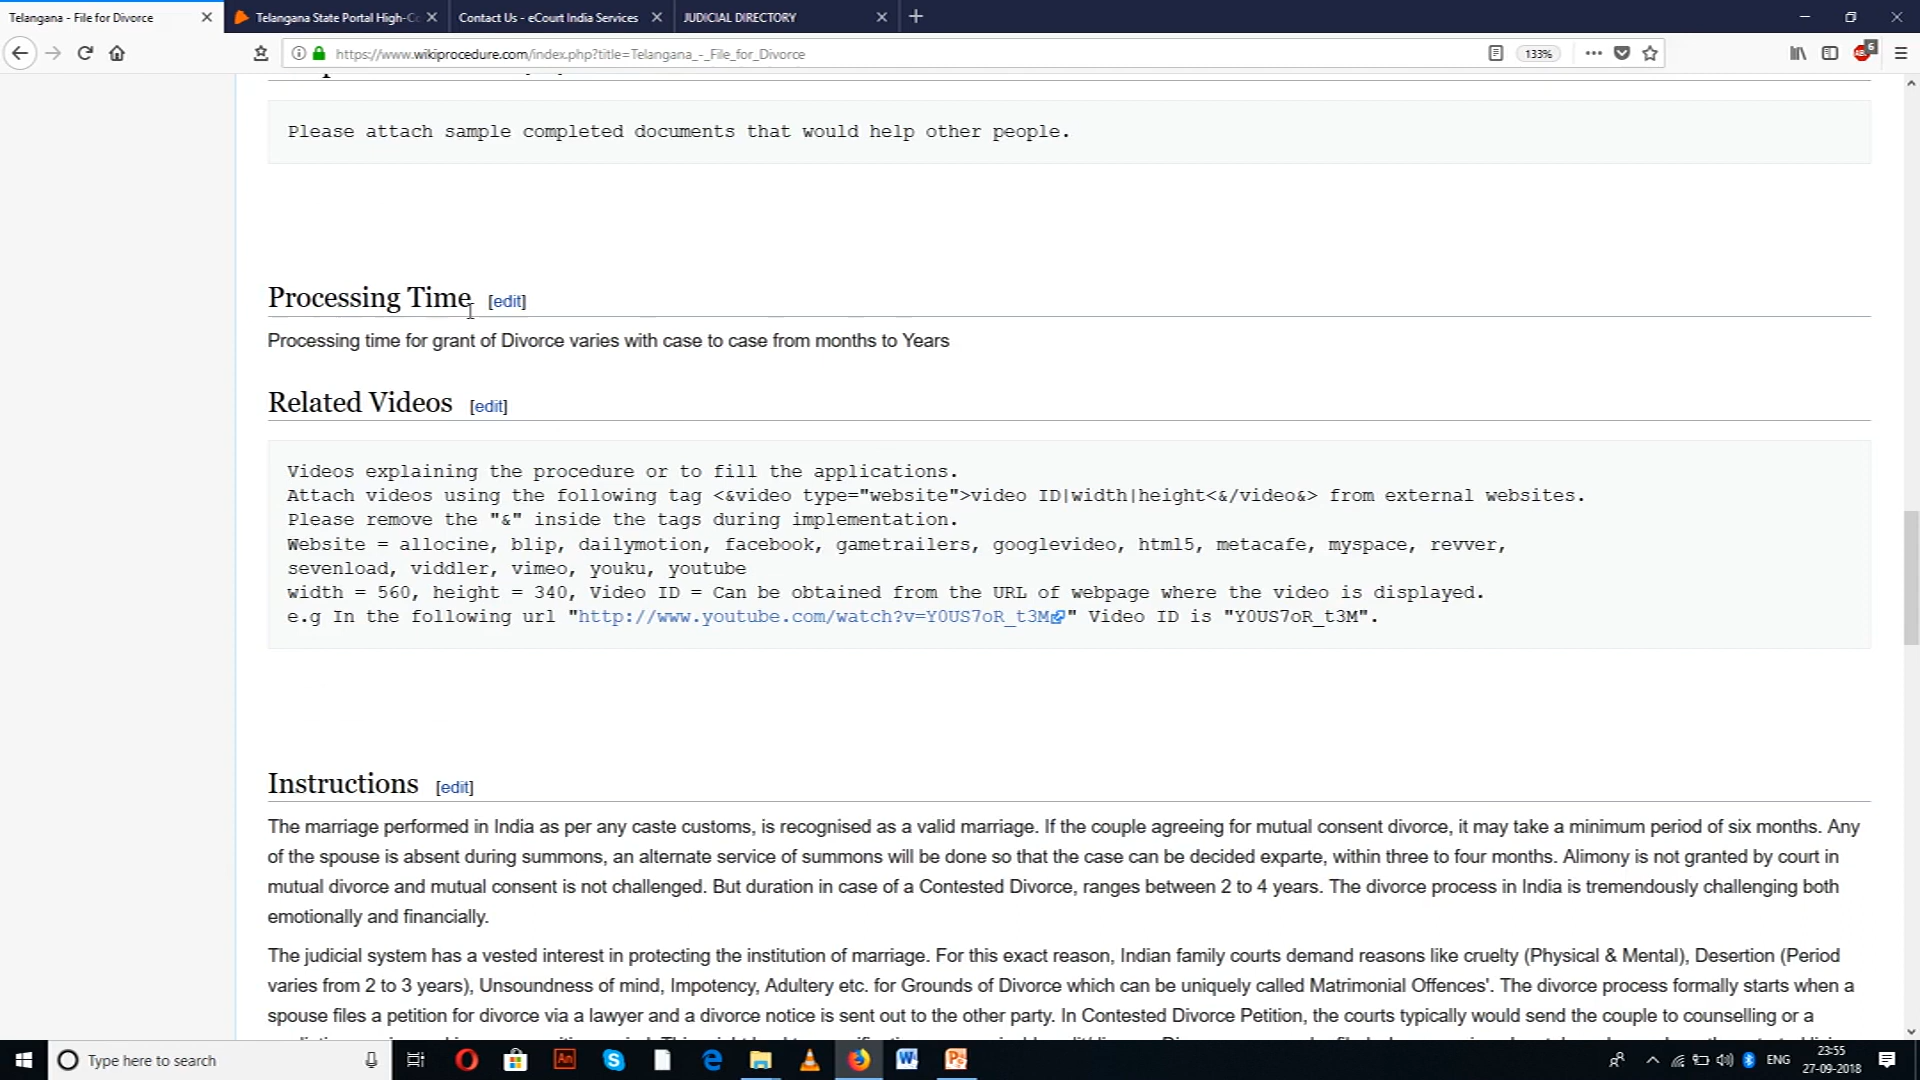 Telangana - File for Divorce
Telangana State Portal High-Co
Contact Us - eCourt India Services
JUDICIAL DIRECTORY
https://www.wikiprocedure.com/index.php?title=Telangana_-_File_for_Divorce
133%
6
Please attach sample completed documents that would help other people.
Processing Time [edit]
Processing time for grant of Divorce varies with case to case from months to Years
Related Videos [edit]
Videos explaining the procedure or to fill the applications.
Attach videos using the following tag <&video type="website">video ID|width|height<&/video&> from external websites.
Please remove the "&" inside the tags during implementation.
Website = allocine, blip, dailymotion, facebook, gametrailers, googlevideo, html5, metacafe, myspace, revver,
sevenload, viddler, vimeo, youku, youtube
width = 560, height = 340, Video ID = Can be obtained from the URL of webpage where the video is displayed.
e.g In the following url "http://www.youtube.com/watch?v=Y0US7oR_t3M" Video ID is "Y0US7oR_t3M".
Instructions [edit]
The marriage performed in India as per any caste customs, is recognised as a valid marriage. If the couple agreeing for mutual consent divorce, it may take a minimum period of six months. Any
of the spouse is absent during summons, an alternate service of summons will be done so that the case can be decided exparte, within three to four months. Alimony is not granted by court in
mutual divorce and mutual consent is not challenged. But duration in case of a Contested Divorce, ranges between 2 to 4 years. The divorce process in India is tremendously challenging both
emotionally and financially.
The judicial system has a vested interest in protecting the institution of marriage. For this exact reason, Indian family courts demand reasons like cruelty (Physical & Mental), Desertion (Period
varies from 2 to 3 years), Unsoundness of mind, Impotency, Adultery etc. for Grounds of Divorce which can be uniquely called Matrimonial Offences'. The divorce process formally starts when a
spouse files a petition for divorce via a lawyer and a divorce notice is sent out to the other party. In Contested Divorce Petition, the courts typically would send the couple to counselling or a
Type here to search
ENG
23:55
27-09-2018